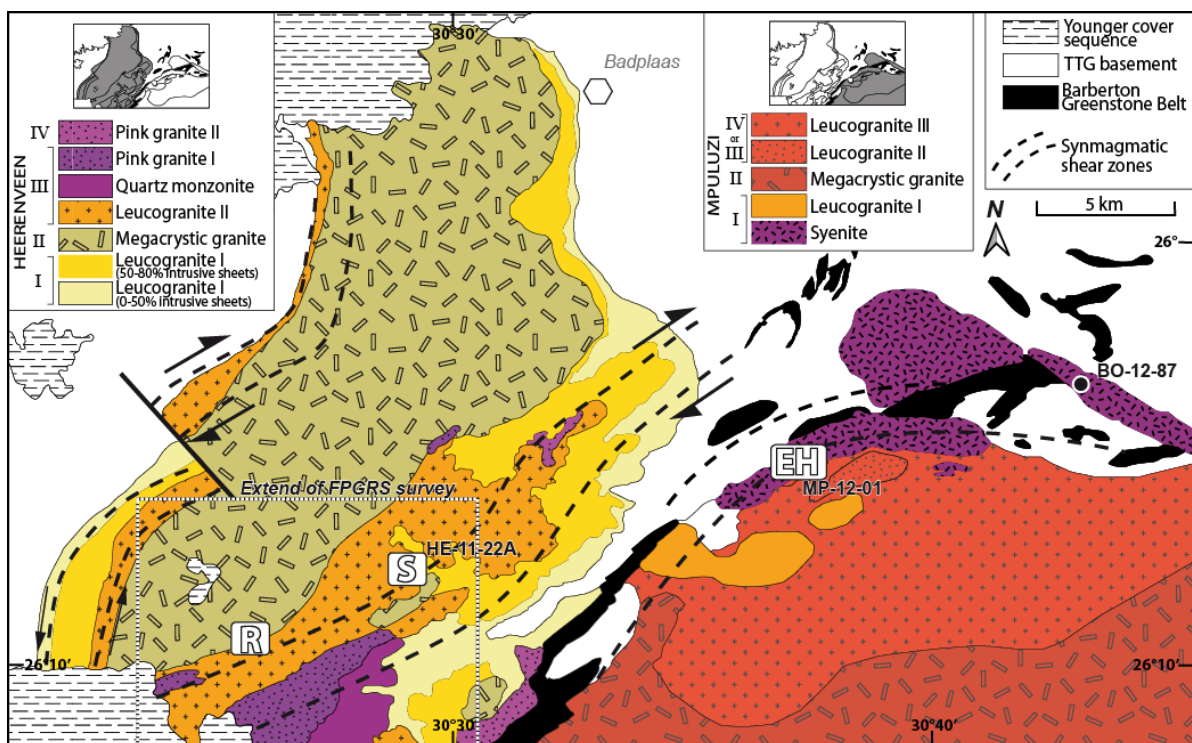 HEERENVEEN
IV
Pink granite II
Pink granite I
III
Quartz monzonite
Leucogranite II
II
Megacrystic granite
I
Leucogranite I
(50-80% intrusive sheets)
Leucogranite I
(0-50% intrusive sheets)
30°30'
Badplaas
MPULUZI
IV
or
III
Leucogranite III
Leucogranite II
II
Megacrystic granite
I
Leucogranite I
Syenite
Younger cover
sequence
TTG basement
Barberton
Greenstone Belt
Synmagmatic
shear zones
N
5 km
26°
BO-12-87
EH
MP-12-01
Extend of FPGRS survey
HE-11-22A
S
R
26°10'
26°10'
30°30'
30°40'